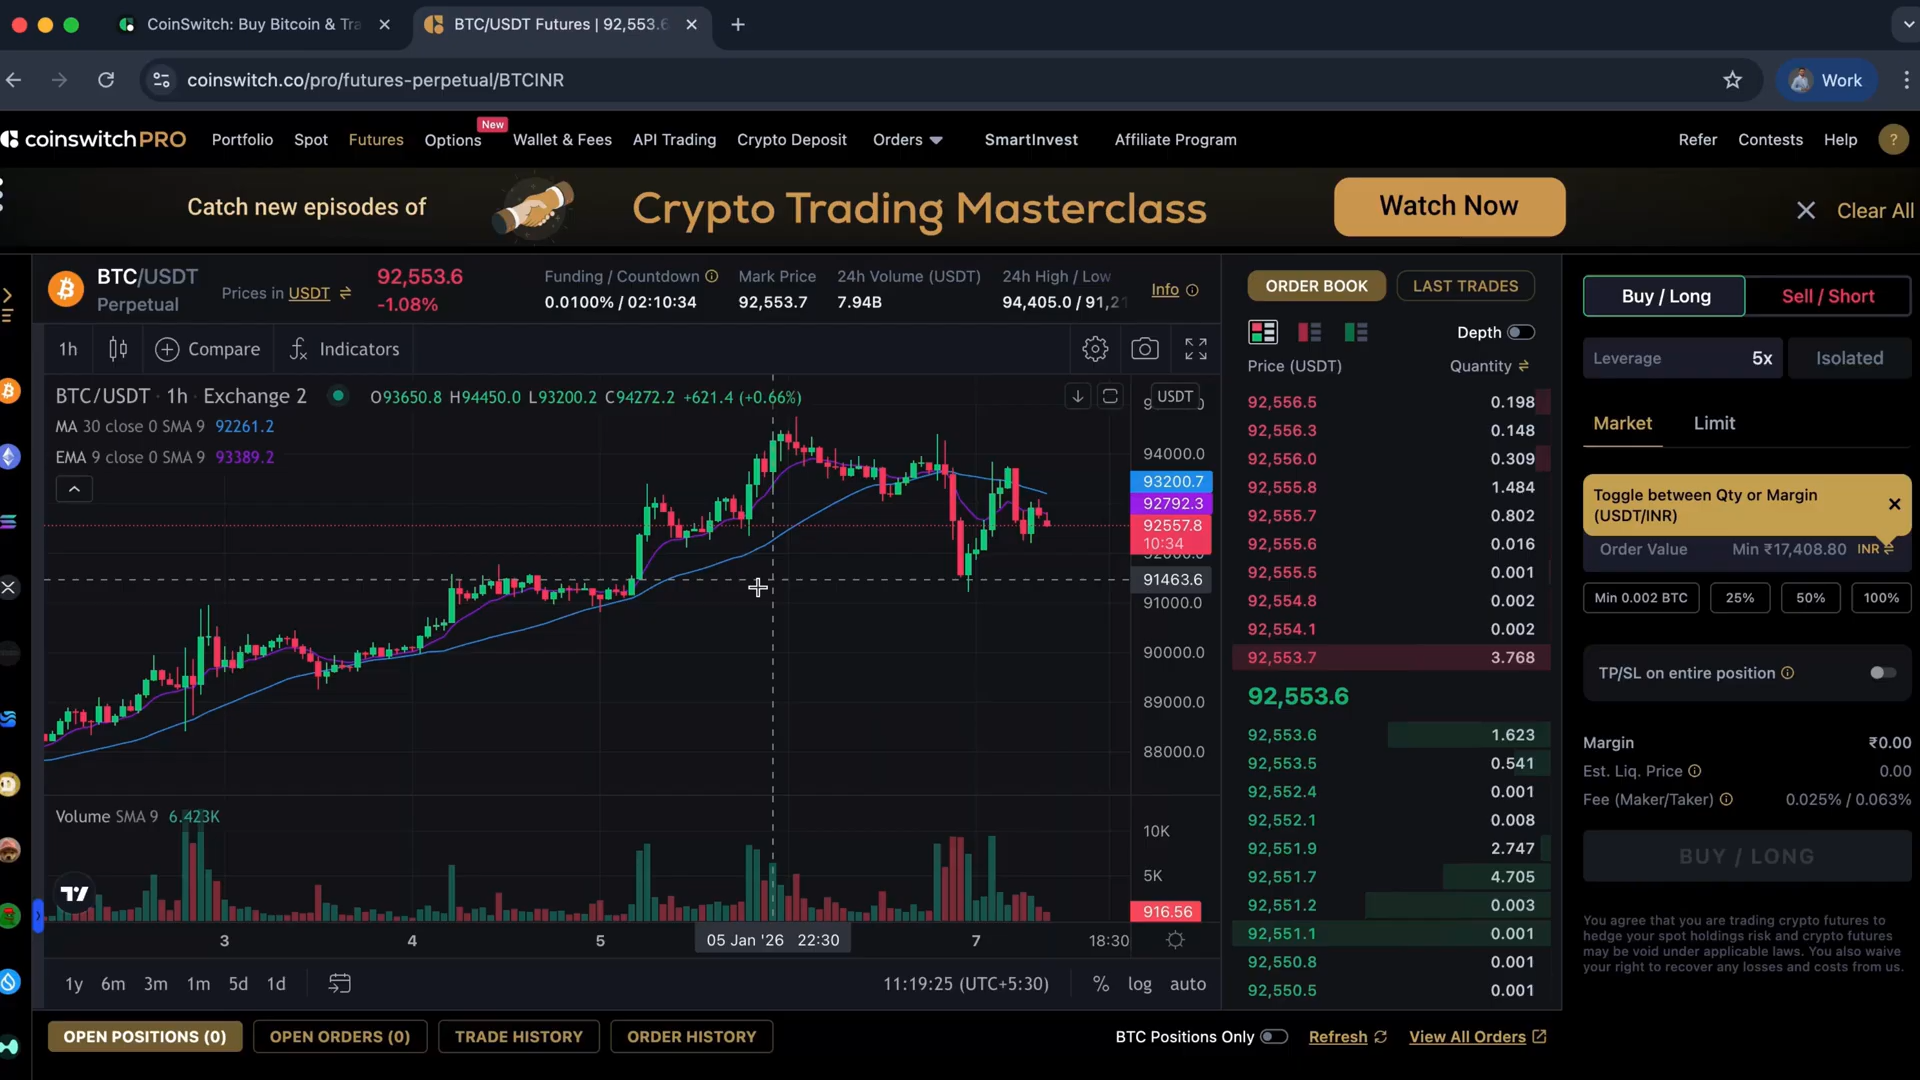 CoinSwitch: Buy Bitcoin & Tra
BTC/USDT Futures | 92,553.6
coinswitch.co/pro/futures-perpetual/BTCINR
Work
coinswitchPRO
Portfolio
Spot
Futures
Options
New
Wallet & Fees
API Trading
Crypto Deposit
Orders
SmartInvest
Affiliate Program
Refer
Contests
Help
?
Catch new episodes of
Crypto Trading Masterclass
Watch Now
Clear All
BTC/USDT
Perpetual
Prices in USDT
92,553.6
-1.08%
Funding / Countdown
0.0100% / 02:10:34
Mark Price
92,553.7
24h Volume (USDT)
7.94B
24h High / Low
94,405.0 / 91,21
Info
1h
Compare
Indicators
BTC/USDT · 1h · Exchange 2
O93650.8 H94450.0 L93200.2 C94272.2 +621.4 (+0.66%)
MA 30 close 0 SMA 9 92261.2
EMA 9 close 0 SMA 9 93389.2
USDT
94000.0
93200.7
92792.3
92557.8
10:34
92000.0
91463.6
91000.0
90000.0
89000.0
88000.0
Volume SMA 9 6.423K
10K
5K
916.56
3
4
5
05 Jan '26 22:30
7
18:30
1y
6m
3m
1m
5d
1d
11:19:25 (UTC+5:30)
%
log
auto
ORDER BOOK
LAST TRADES
Depth
Price (USDT)
Quantity
92,556.5 0.198
92,556.3 0.148
92,556.0 0.309
92,555.8 1.484
92,555.7 0.802
92,555.6 0.016
92,555.5 0.001
92,554.8 0.002
92,554.1 0.002
92,553.7 3.768
92,553.6
92,553.6 1.623
92,553.5 0.541
92,552.4 0.001
92,552.1 0.008
92,551.9 2.747
92,551.7 4.705
92,551.2 0.003
92,551.1 0.001
92,550.8 0.001
92,550.5 0.001
Buy / Long
Sell / Short
Leverage 5x
Isolated
Market
Limit
Toggle between Qty or Margin
(USDT/INR)
Order Value
Min ₹17,408.80 INR
Min 0.002 BTC
25%
50%
100%
TP/SL on entire position
Margin ₹0.00
Est. Liq. Price 0.00
Fee (Maker/Taker) 0.025% / 0.063%
BUY / LONG
You agree that you are trading crypto futures to
hedge your spot holdings risk and crypto futures
may be void under applicable laws. You also waive
your right to recover any losses and costs from us.
OPEN POSITIONS (0)
OPEN ORDERS (0)
TRADE HISTORY
ORDER HISTORY
BTC Positions Only
Refresh
View All Orders